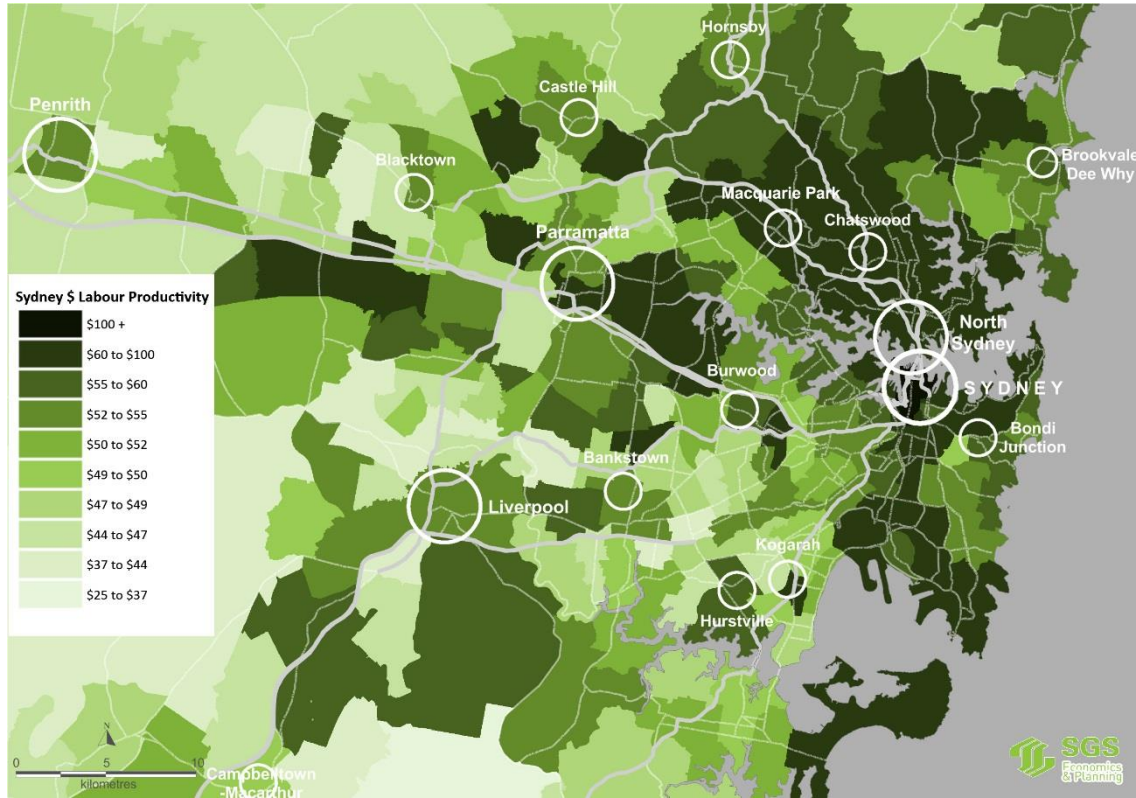 Hornsby
Castle Hill
Penrith
Blacktown
Brookvale
Dee Why
Macquarie Park
Chatswood
Parramatta
North
Sydney
SYDNEY
Burwood
Bondi
Junction
Bankstown
Liverpool
Kogarah
Hurstville
Campbertown
-Macarthur
Sydney $ Labour Productivity
$100 +
$60 to $100
$55 to $60
$52 to $55
$50 to $52
$49 to $50
$47 to $49
$44 to $47
$37 to $44
$25 to $37
N
0 5 10
kilometres
SGS
Economics
& Planning